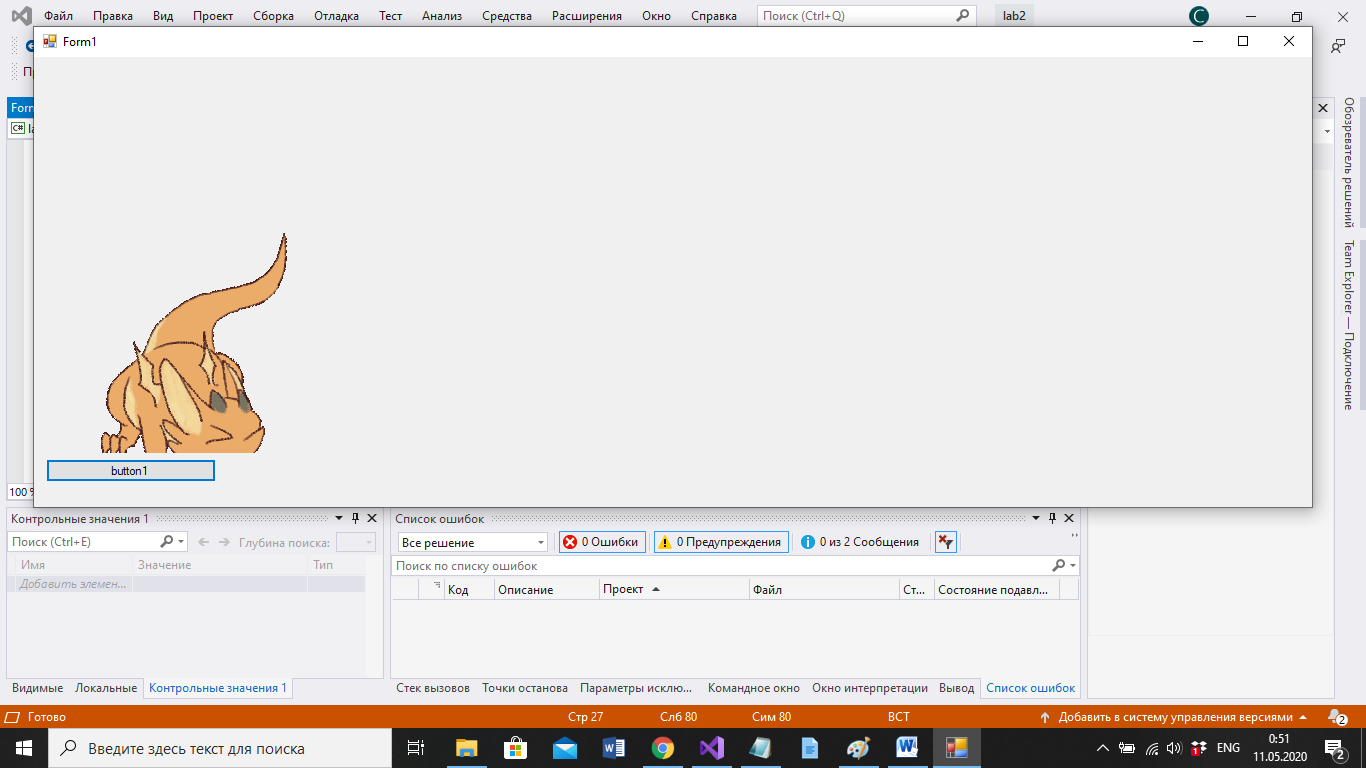 Файл Правка Вид Проект Сборка Отладка Тест Анализ Средства Расширения Окно Справка Поиск (Ctrl+Q) lab2 C
Form1
Form
C#
button1
100 %
Обозреватель решений
Team Explorer — Подключение
Контрольные значения 1
Поиск (Ctrl+E) Глубина поиска:
Имя Значение Тип
Добавить элемен...
Видимые Локальные Контрольные значения 1
Список ошибок
Все решение 0 Ошибки 0 Предупреждения 0 из 2 Сообщения
Поиск по списку ошибок
Код Описание Проект Файл Ст... Состояние подавл...
Стек вызовов Точки останова Параметры исклю... Командное окно Окно интерпретации Вывод Список ошибок
Готово Стр 27 Слб 80 Сим 80 ВСТ Добавить в систему управления версиями 2
Введите здесь текст для поиска ENG 0:51
11.05.2020 2